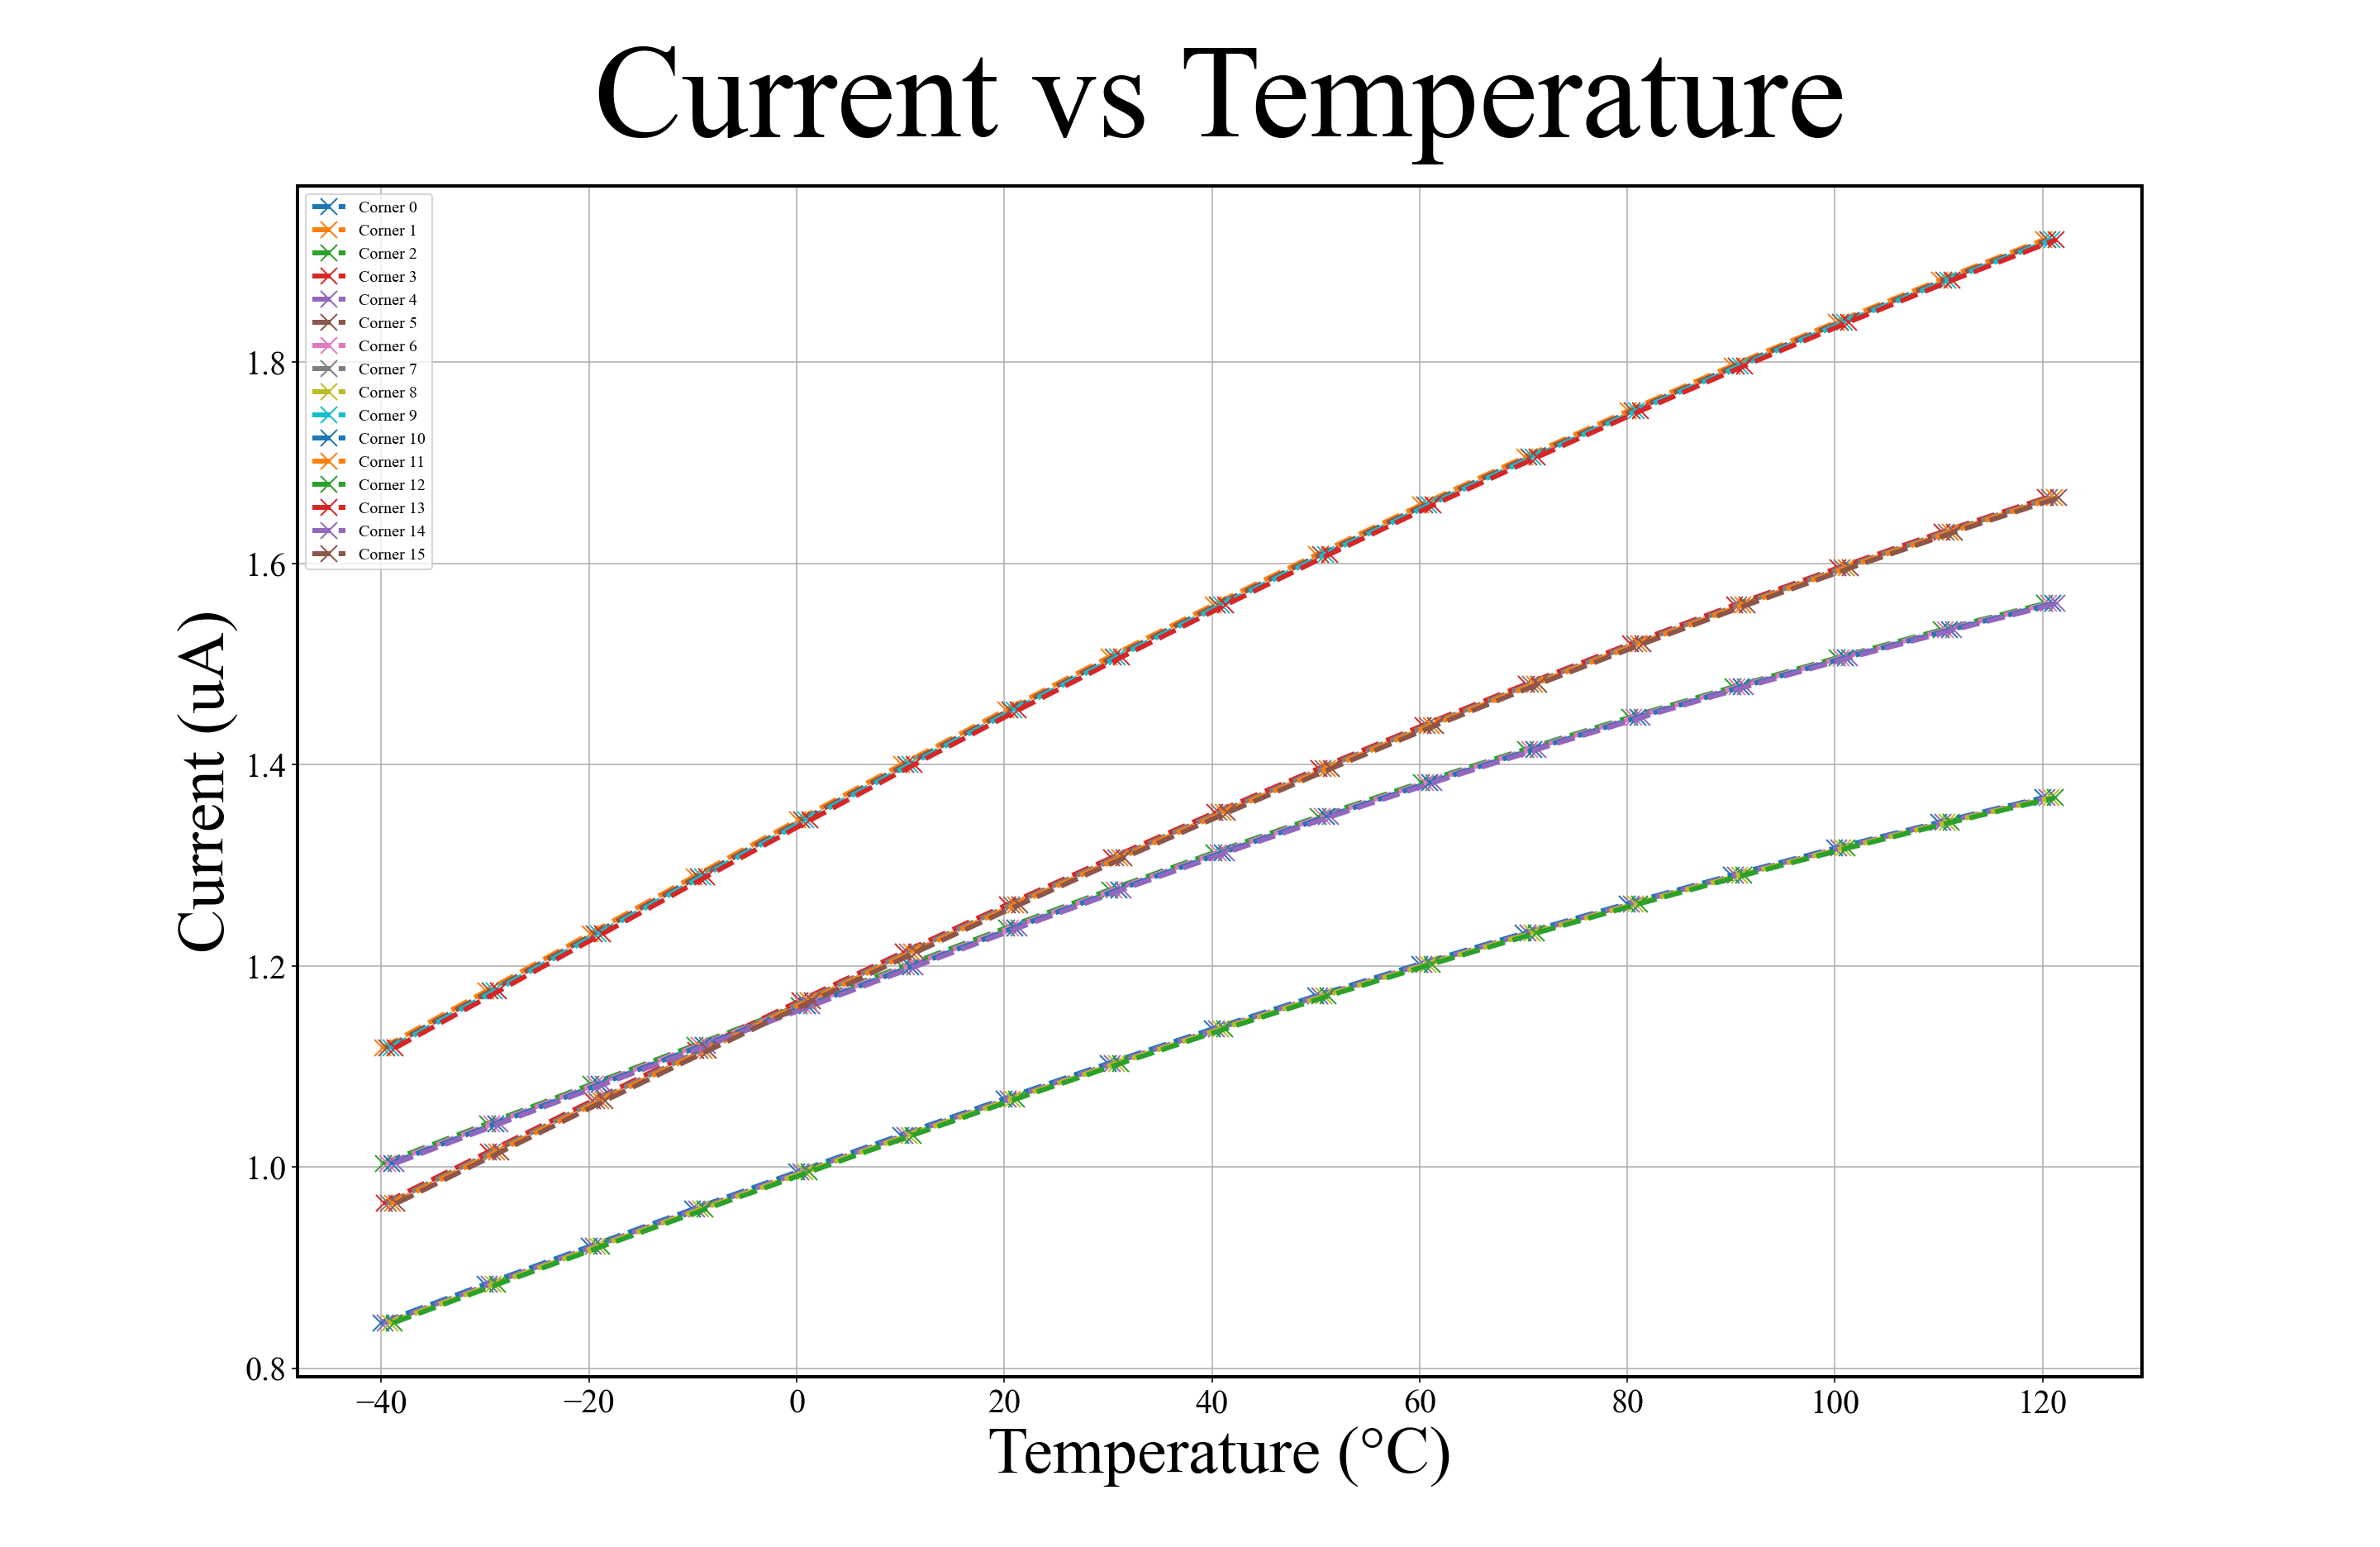 Current vs Temperature
Corner 0
Corner 1
Corner 2
Corner 3
Corner 4
Corner 5
Corner 6
Corner 7
Corner 8
Corner 9
Corner 10
Corner 11
Corner 12
Corner 13
Corner 14
Corner 15
1.8
1.6
1.4
1.2
1.0
0.8
Current (uA)
−40 −20 0 20 40 60 80 100 120
Temperature (°C)